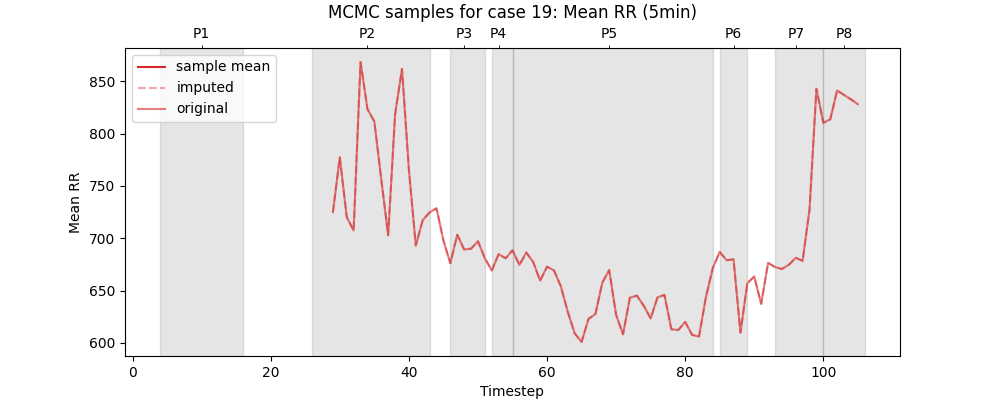 MCMC samples for case 19: Mean RR (5min)
P1 P2 P3 P4 P5 P6 P7 P8
sample mean
imputed
original
Mean RR
850
800
750
700
650
600
0 20 40 60 80 100
Timestep